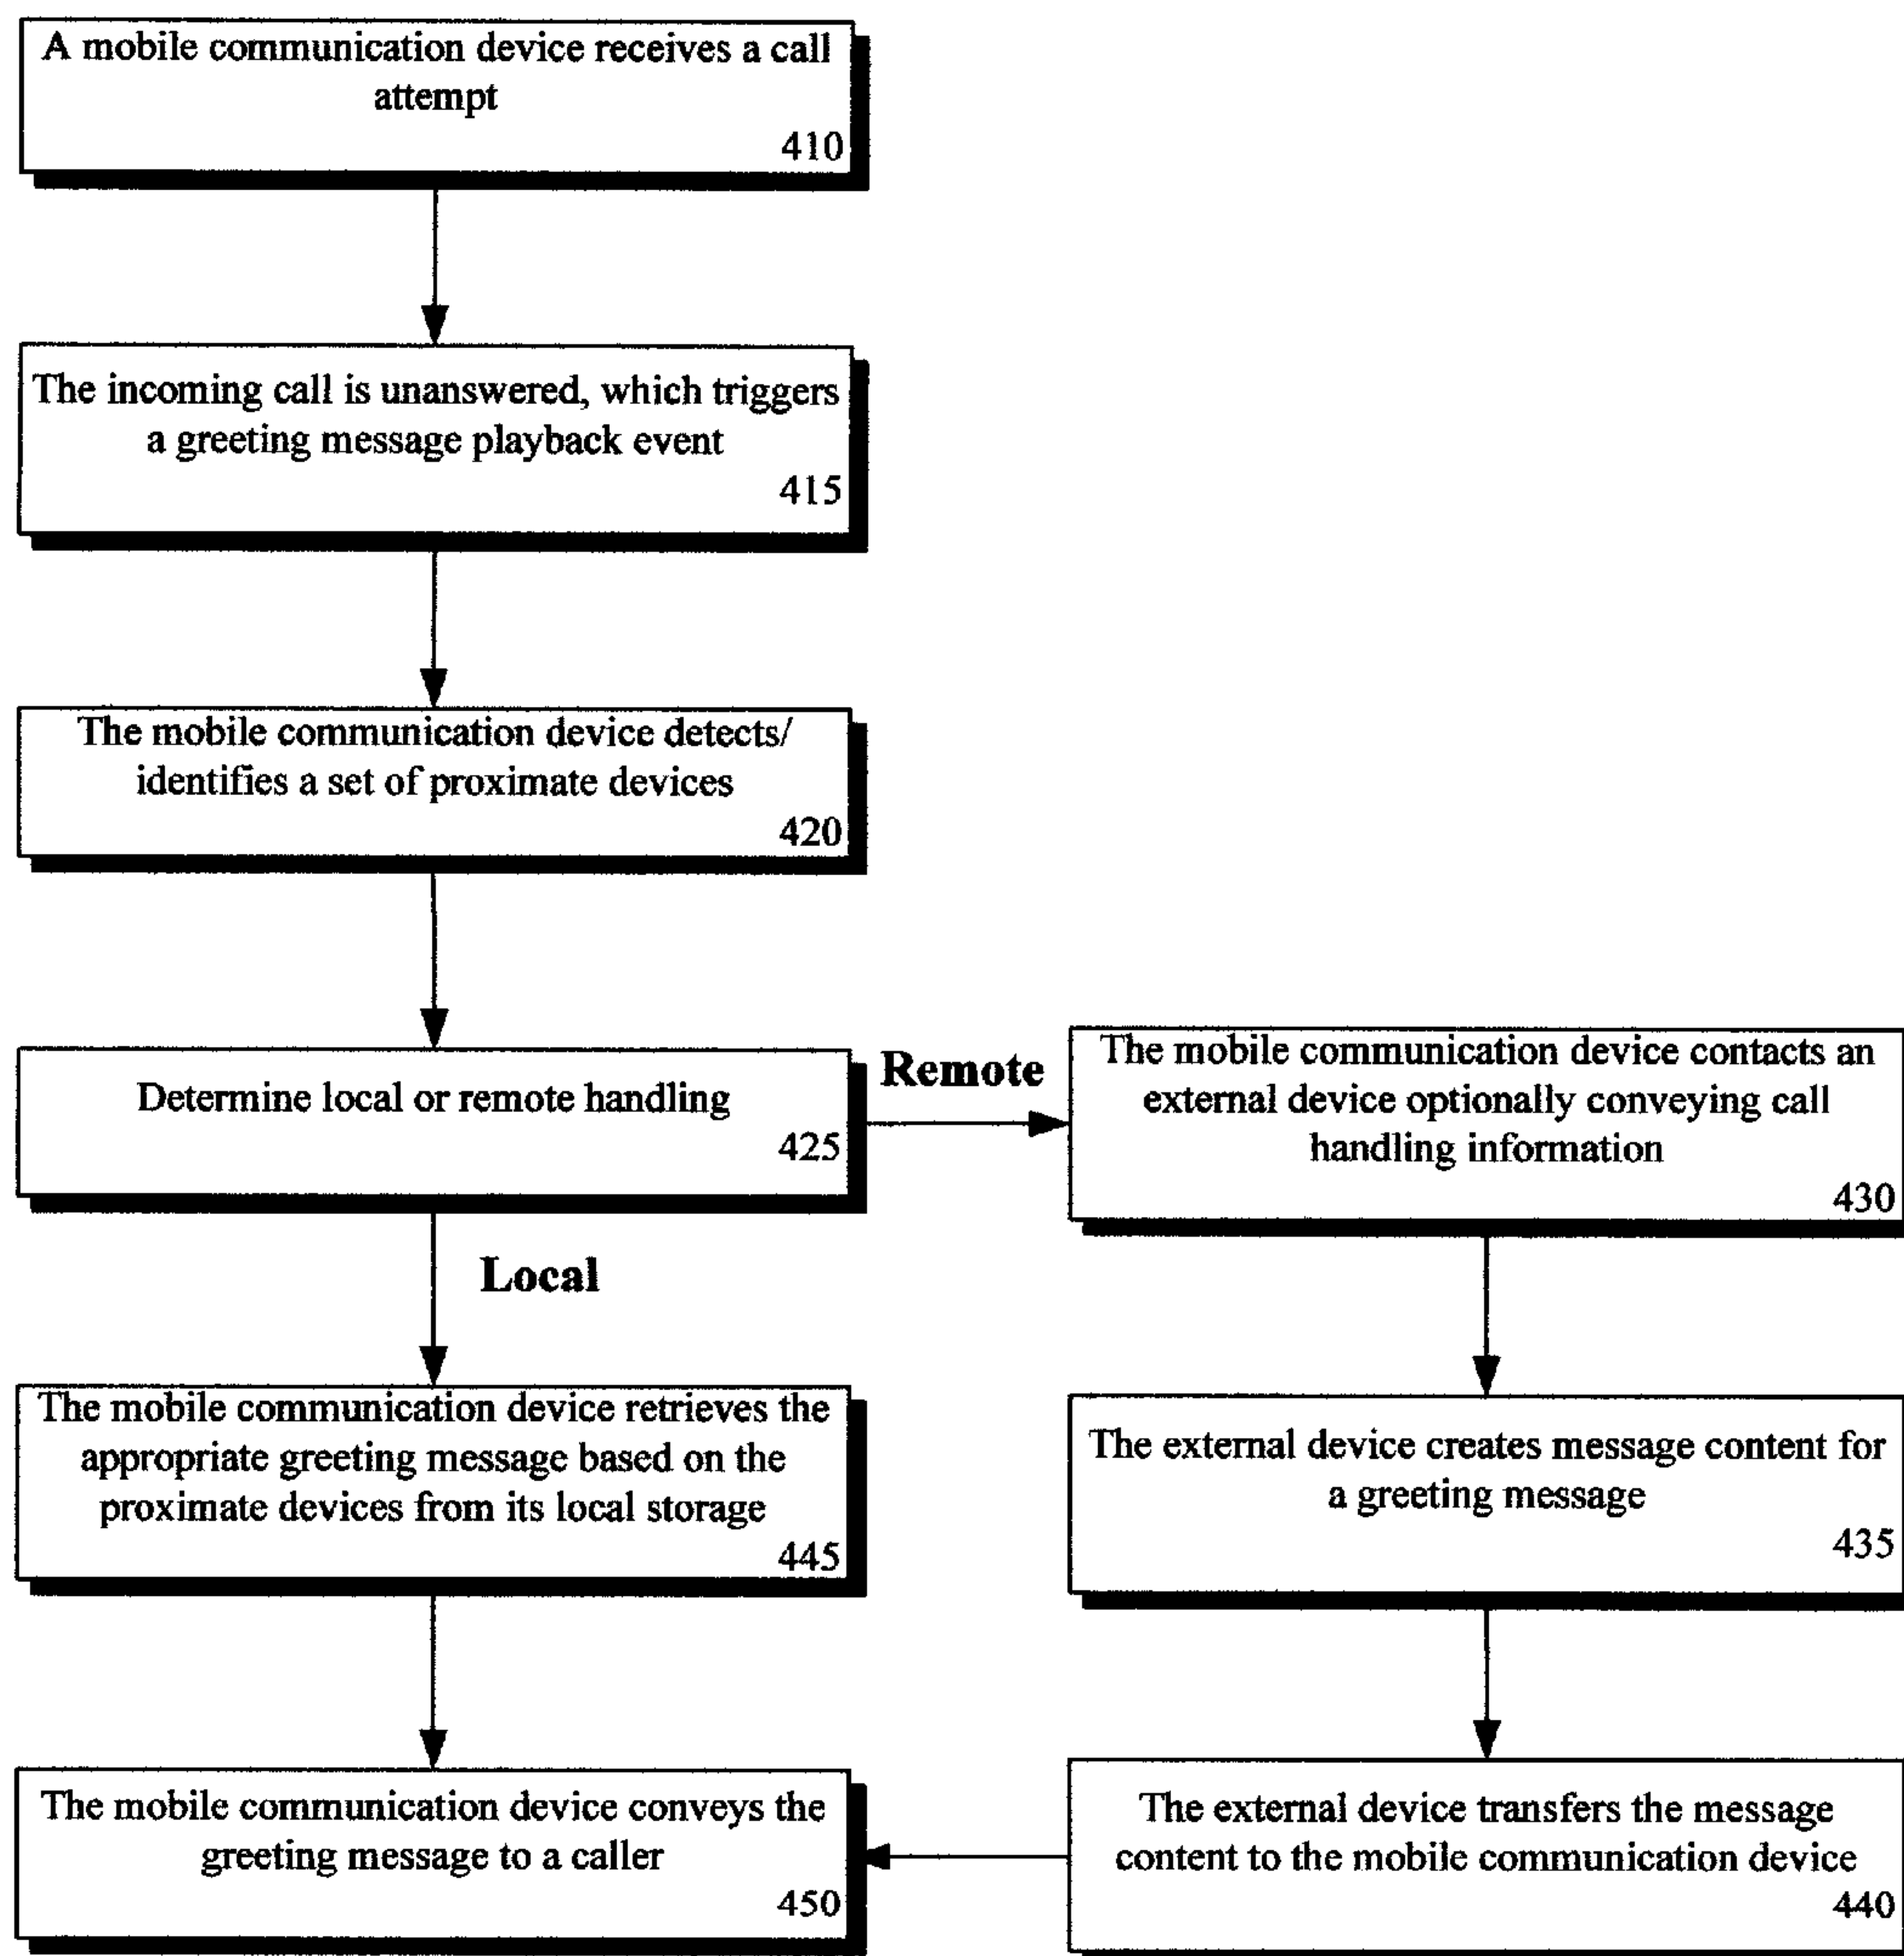 A mobile communication device receives a call
attempt
410
The incoming call is unanswered, which triggers
a greeting message playback event
415
The mobile communication device detects/
identifies a set of proximate devices
420
Determine local or remote handling
425
Remote
The mobile communication device contacts an
external device optionally conveying call
handling information
430
Local
The mobile communication device retrieves the
appropriate greeting message based on the
proximate devices from its local storage
445
The external device creates message content for
a greeting message
435
The mobile communication device conveys the
greeting message to a caller
450
The external device transfers the message
content to the mobile communication device
440